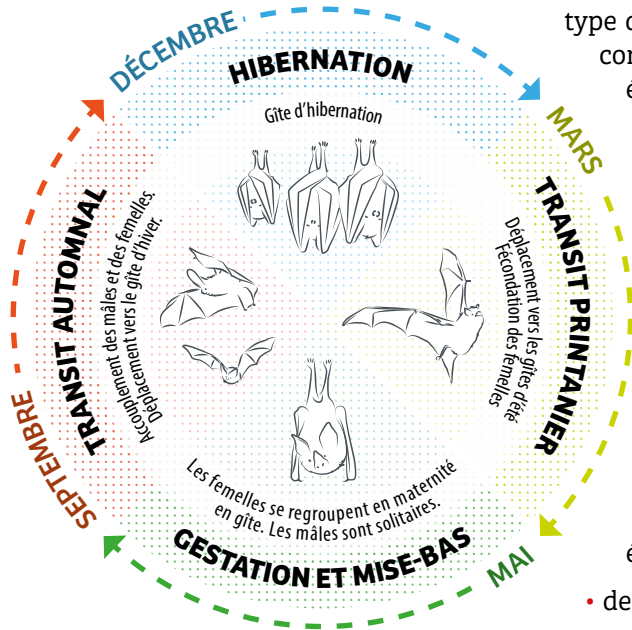 type
con
DÉCEMBRE
HIBERNATION
Gîte d'hibernation
MARS
TRANSIT PRINTANIER
Déplacement vers les gîtes d'été
Fécondation des femelles
MAI
GESTATION ET MISE-BAS
Les femelles se regroupent en maternité
en gîte. Les mâles sont solitaires.
SEPTEMBRE
TRANSIT AUTOMNAL
Accouplement des mâles et des femelles.
Déplacement vers le gîte d'hiver.
• de